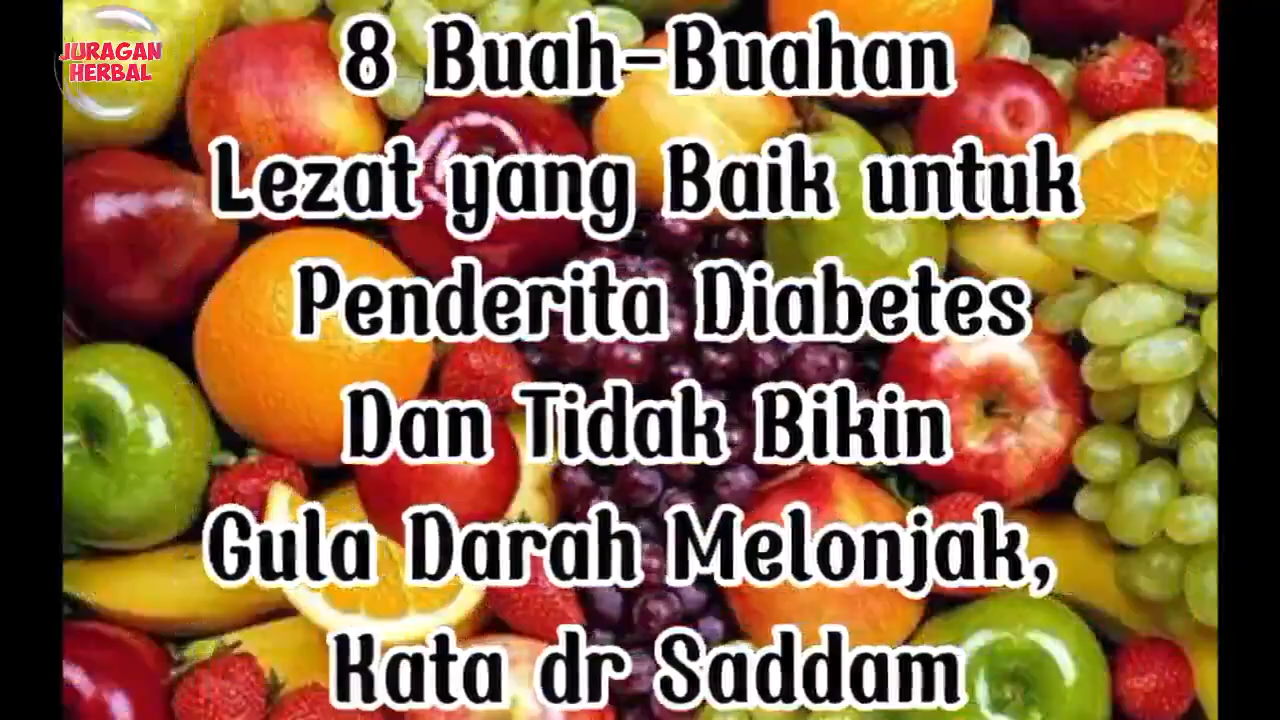 JURAGAN
HERBAL
8 Buah-Buahan
Lezat yang Baik untuk
Penderita Diabetes
Dan Tidak Bikin
Gula Darah Melonjak,
Kata dr Saddam